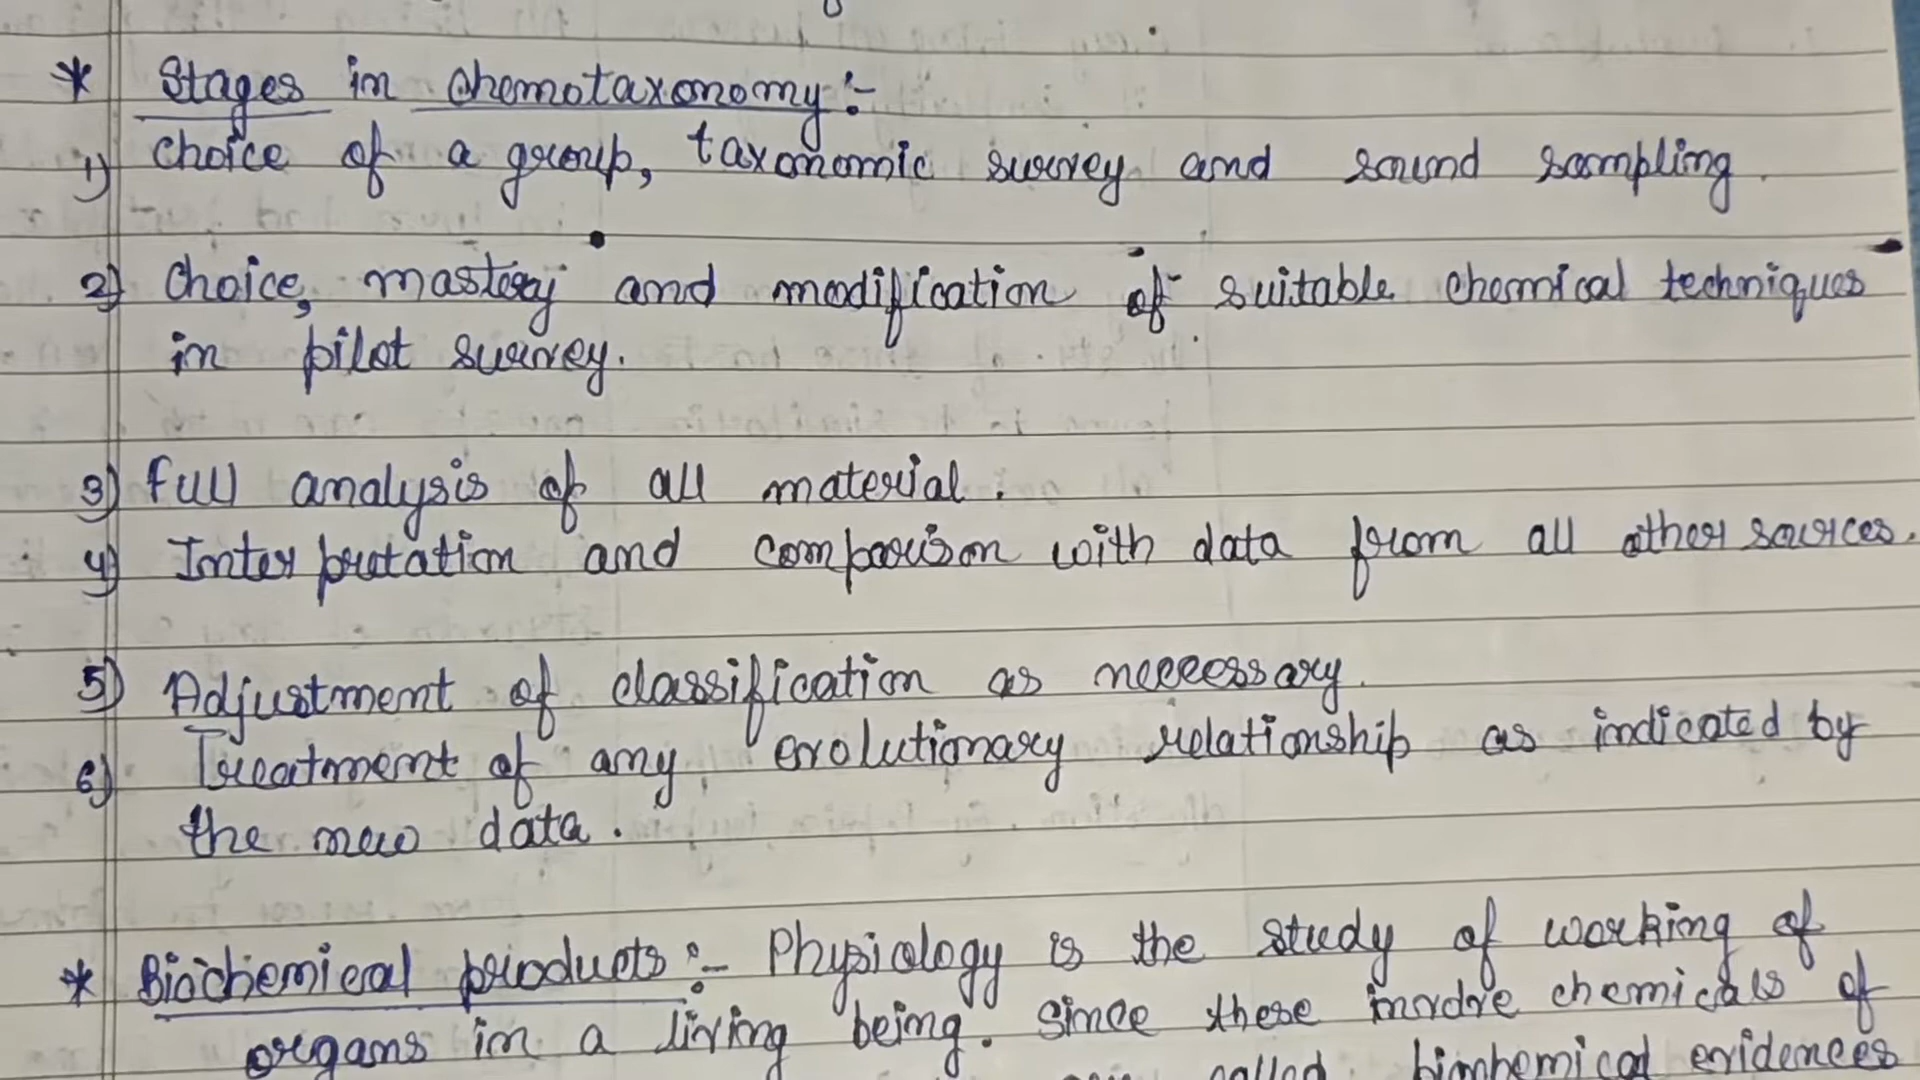 * Stages in chemotaxonomy :-
1) Choice of a group, taxonomic survey and sound sampling.
2) Choice, mastery and modification of suitable chemical techniques
in pilot survey.
3) Full analysis of all material.
4) Interpretation and comparison with data from all other sources.
5) Adjustment of classification as necessary.
6) Treatment of any evolutionary relationship as indicated by
the new data.
* Biochemical products :- Physiology is the study of working of
organs in a living being. Since these involve chemicals of
called biochemical evidences